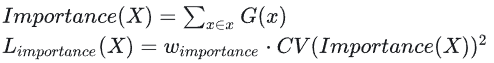 Importance(X) = ∑_{x∈x} G(x)
L_{importance}(X) = w_{importance} · CV(Importance(X))²